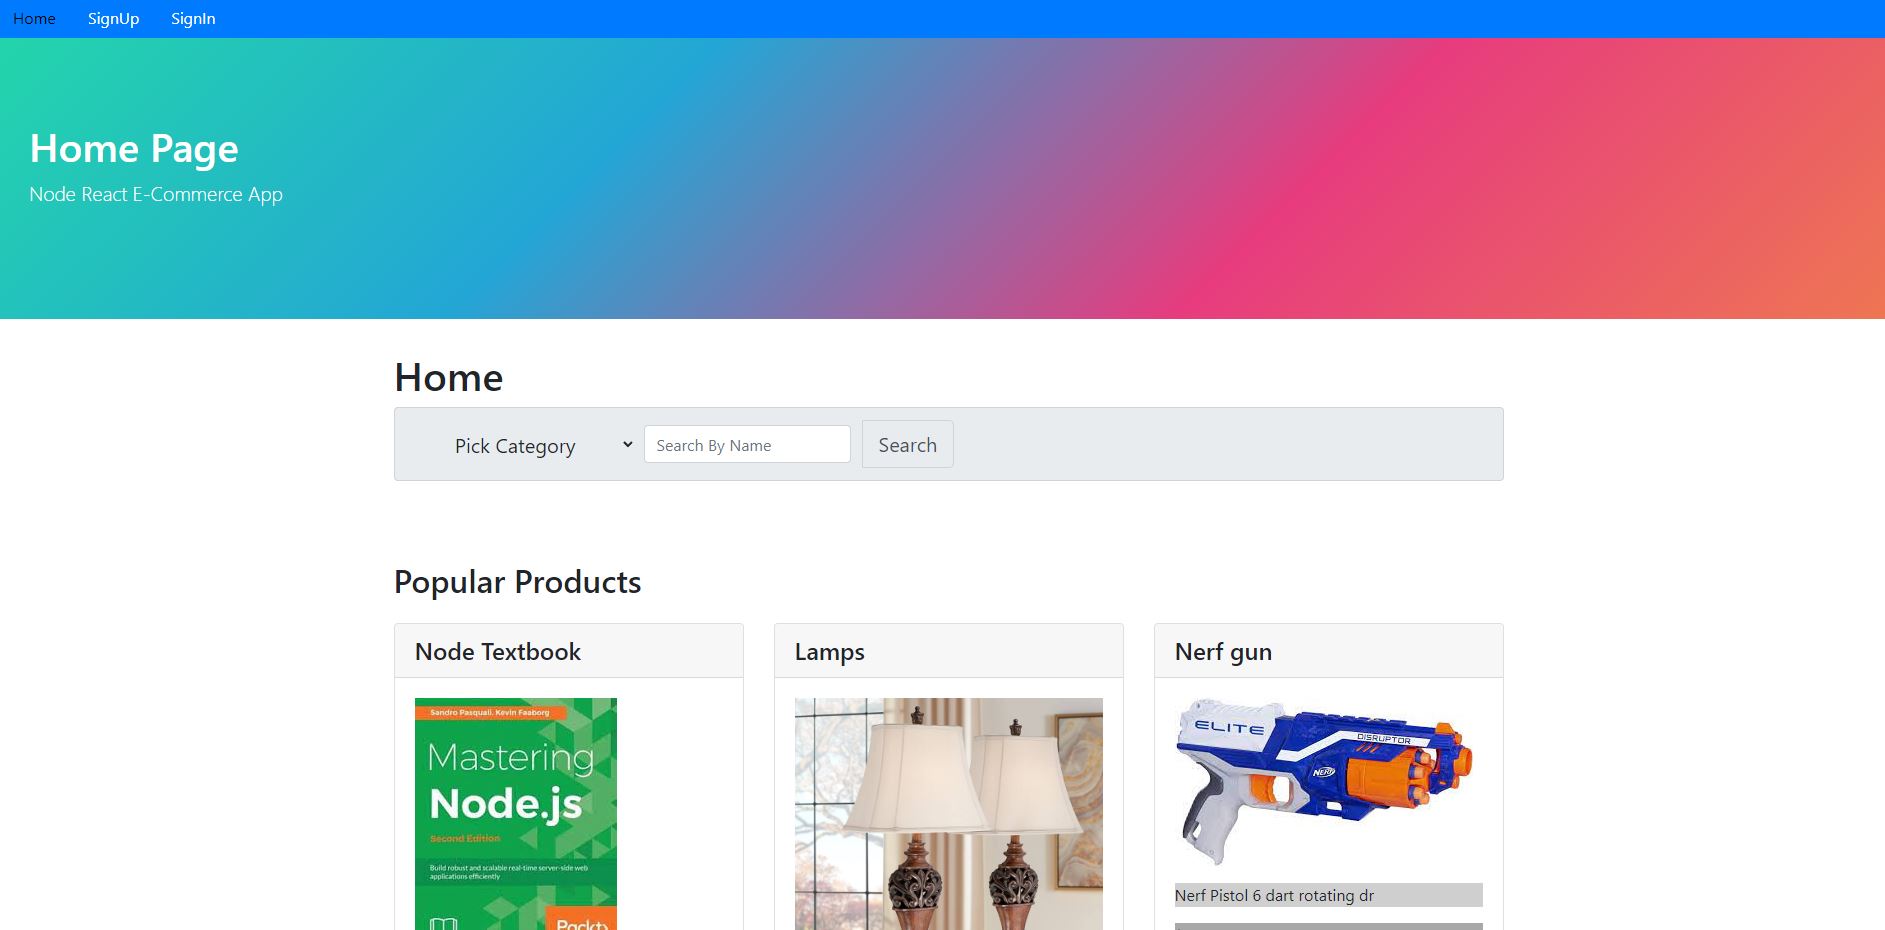 Home SignUp SignIn
Home Page
Node React E-Commerce App
Home
Pick Category Search By Name Search
Popular Products
Node Textbook
Sandro Pasquali, Kevin Faaborg
Mastering
Node.js
Second Edition
Build robust and scalable real-time server-side web
applications efficiently
Packt>
Lamps
Nerf gun
ELITE
DISRUPTOR
NERF
Nerf Pistol 6 dart rotating dr